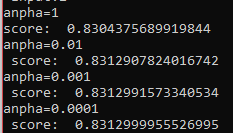 anpha=1
score:  0.8304375689919844
anpha=0.01
 score:  0.8312907824016742
anpha=0.001
 score:  0.8312991573340534
anpha=0.0001
 score:  0.8312999955526995